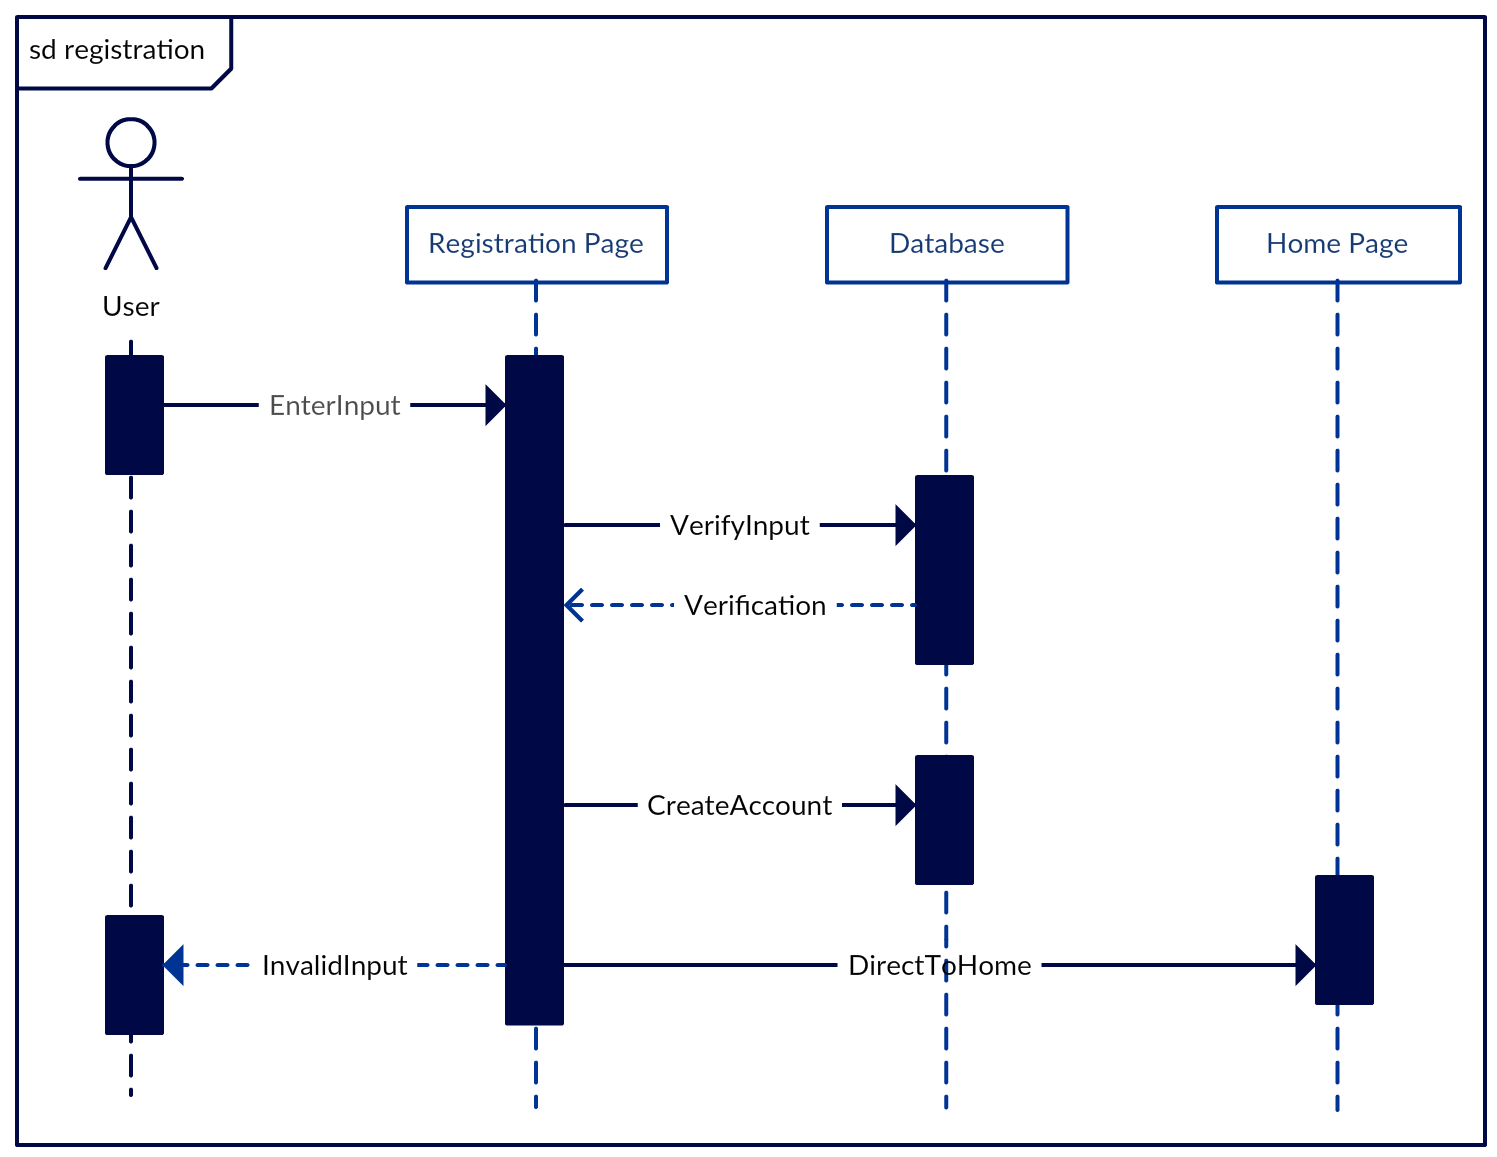 sd registration
User
Registration Page
Database
Home Page
EnterInput
VerifyInput
Verification
CreateAccount
InvalidInput
DirectToHome